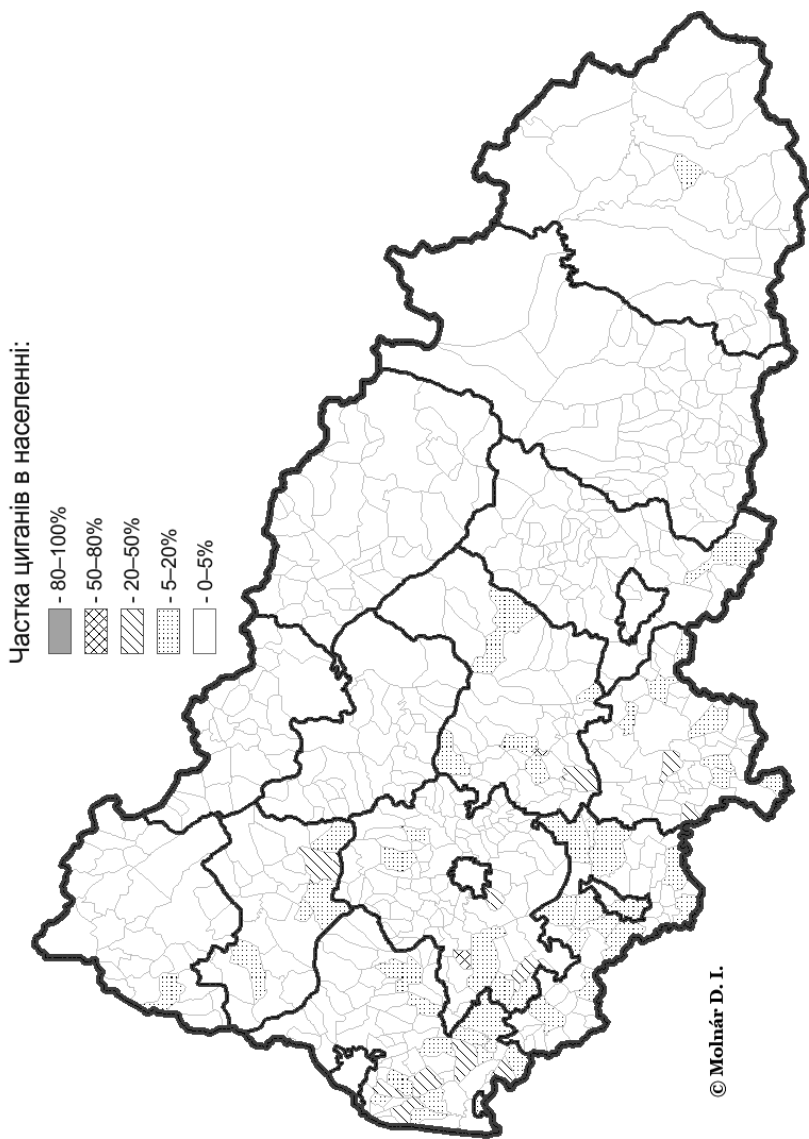 Частка циганів в населенні:
- 80–100%
- 50–80%
- 20–50%
- 5–20%
- 0–5%
© Molnár D. I.